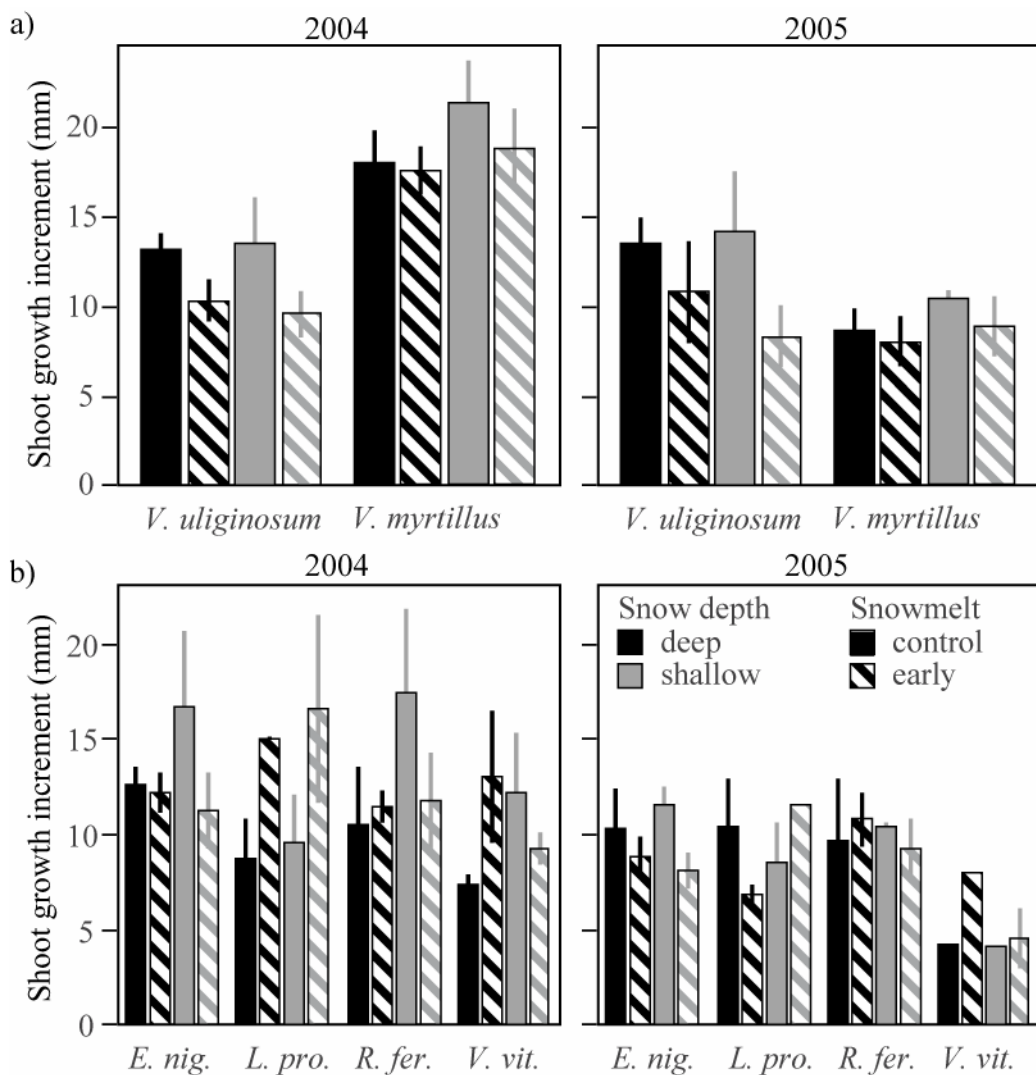 a)
2004
2005
Shoot growth increment (mm)
20
15
10
5
0
V. uliginosum V. myrtillus
V. uliginosum V. myrtillus
b)
2004
2005
Shoot growth increment (mm)
20
15
10
5
0
Snow depth Snowmelt
deep control
shallow early
E. nig. L. pro. R. fer. V. vit.
E. nig. L. pro. R. fer. V. vit.